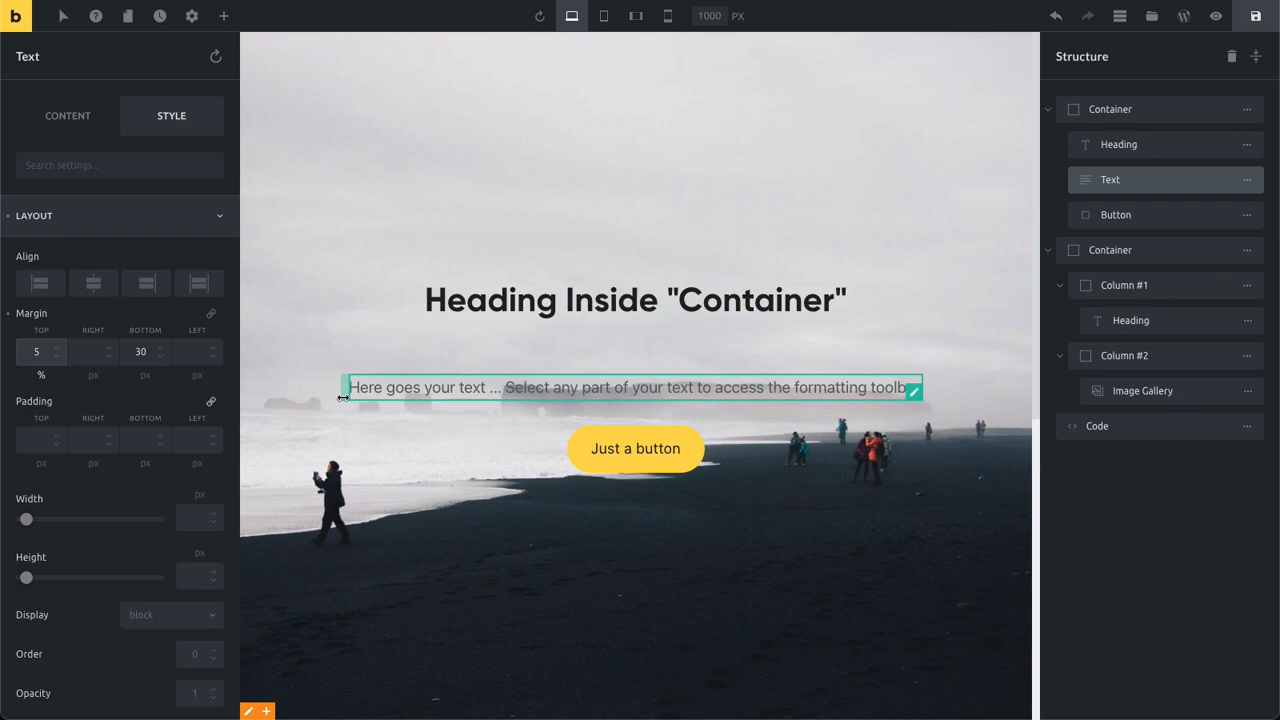 b
1000 PX
Text
CONTENT STYLE
Search settings ..
LAYOUT
Align
Margin
TOP RIGHT BOTTOM LEFT
5 30
% px px px
Padding
TOP RIGHT BOTTOM LEFT
px px px px
Width px
Height px
Display block
Order 0
Opacity 1
Heading Inside "Container"
Here goes your text ... Select any part of your text to access the formatting toolb
Just a button
Structure
Container
Heading
Text
Button
Container
Column #1
Heading
Column #2
Image Gallery
Code